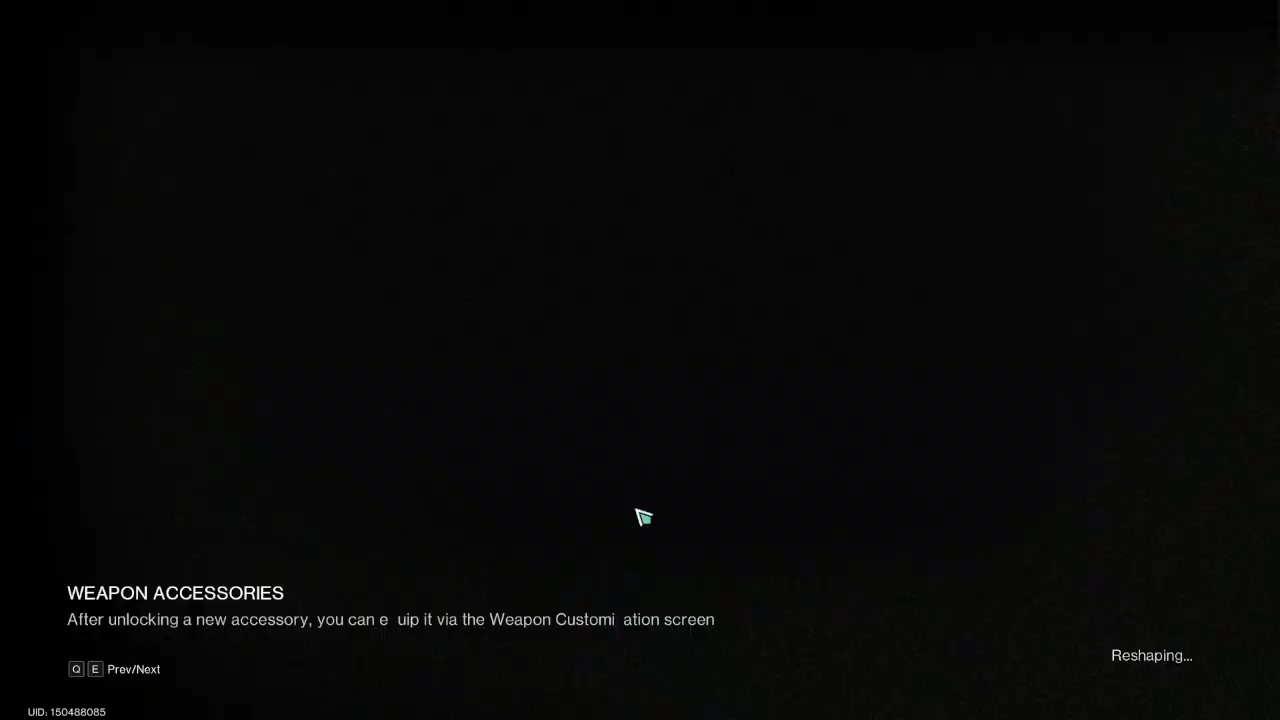 WEAPON ACCESSORIES
After unlocking a new accessory, you can e uip it via the Weapon Customi ation screen
Reshaping...
Q E Prev/Next
UID: 150488085